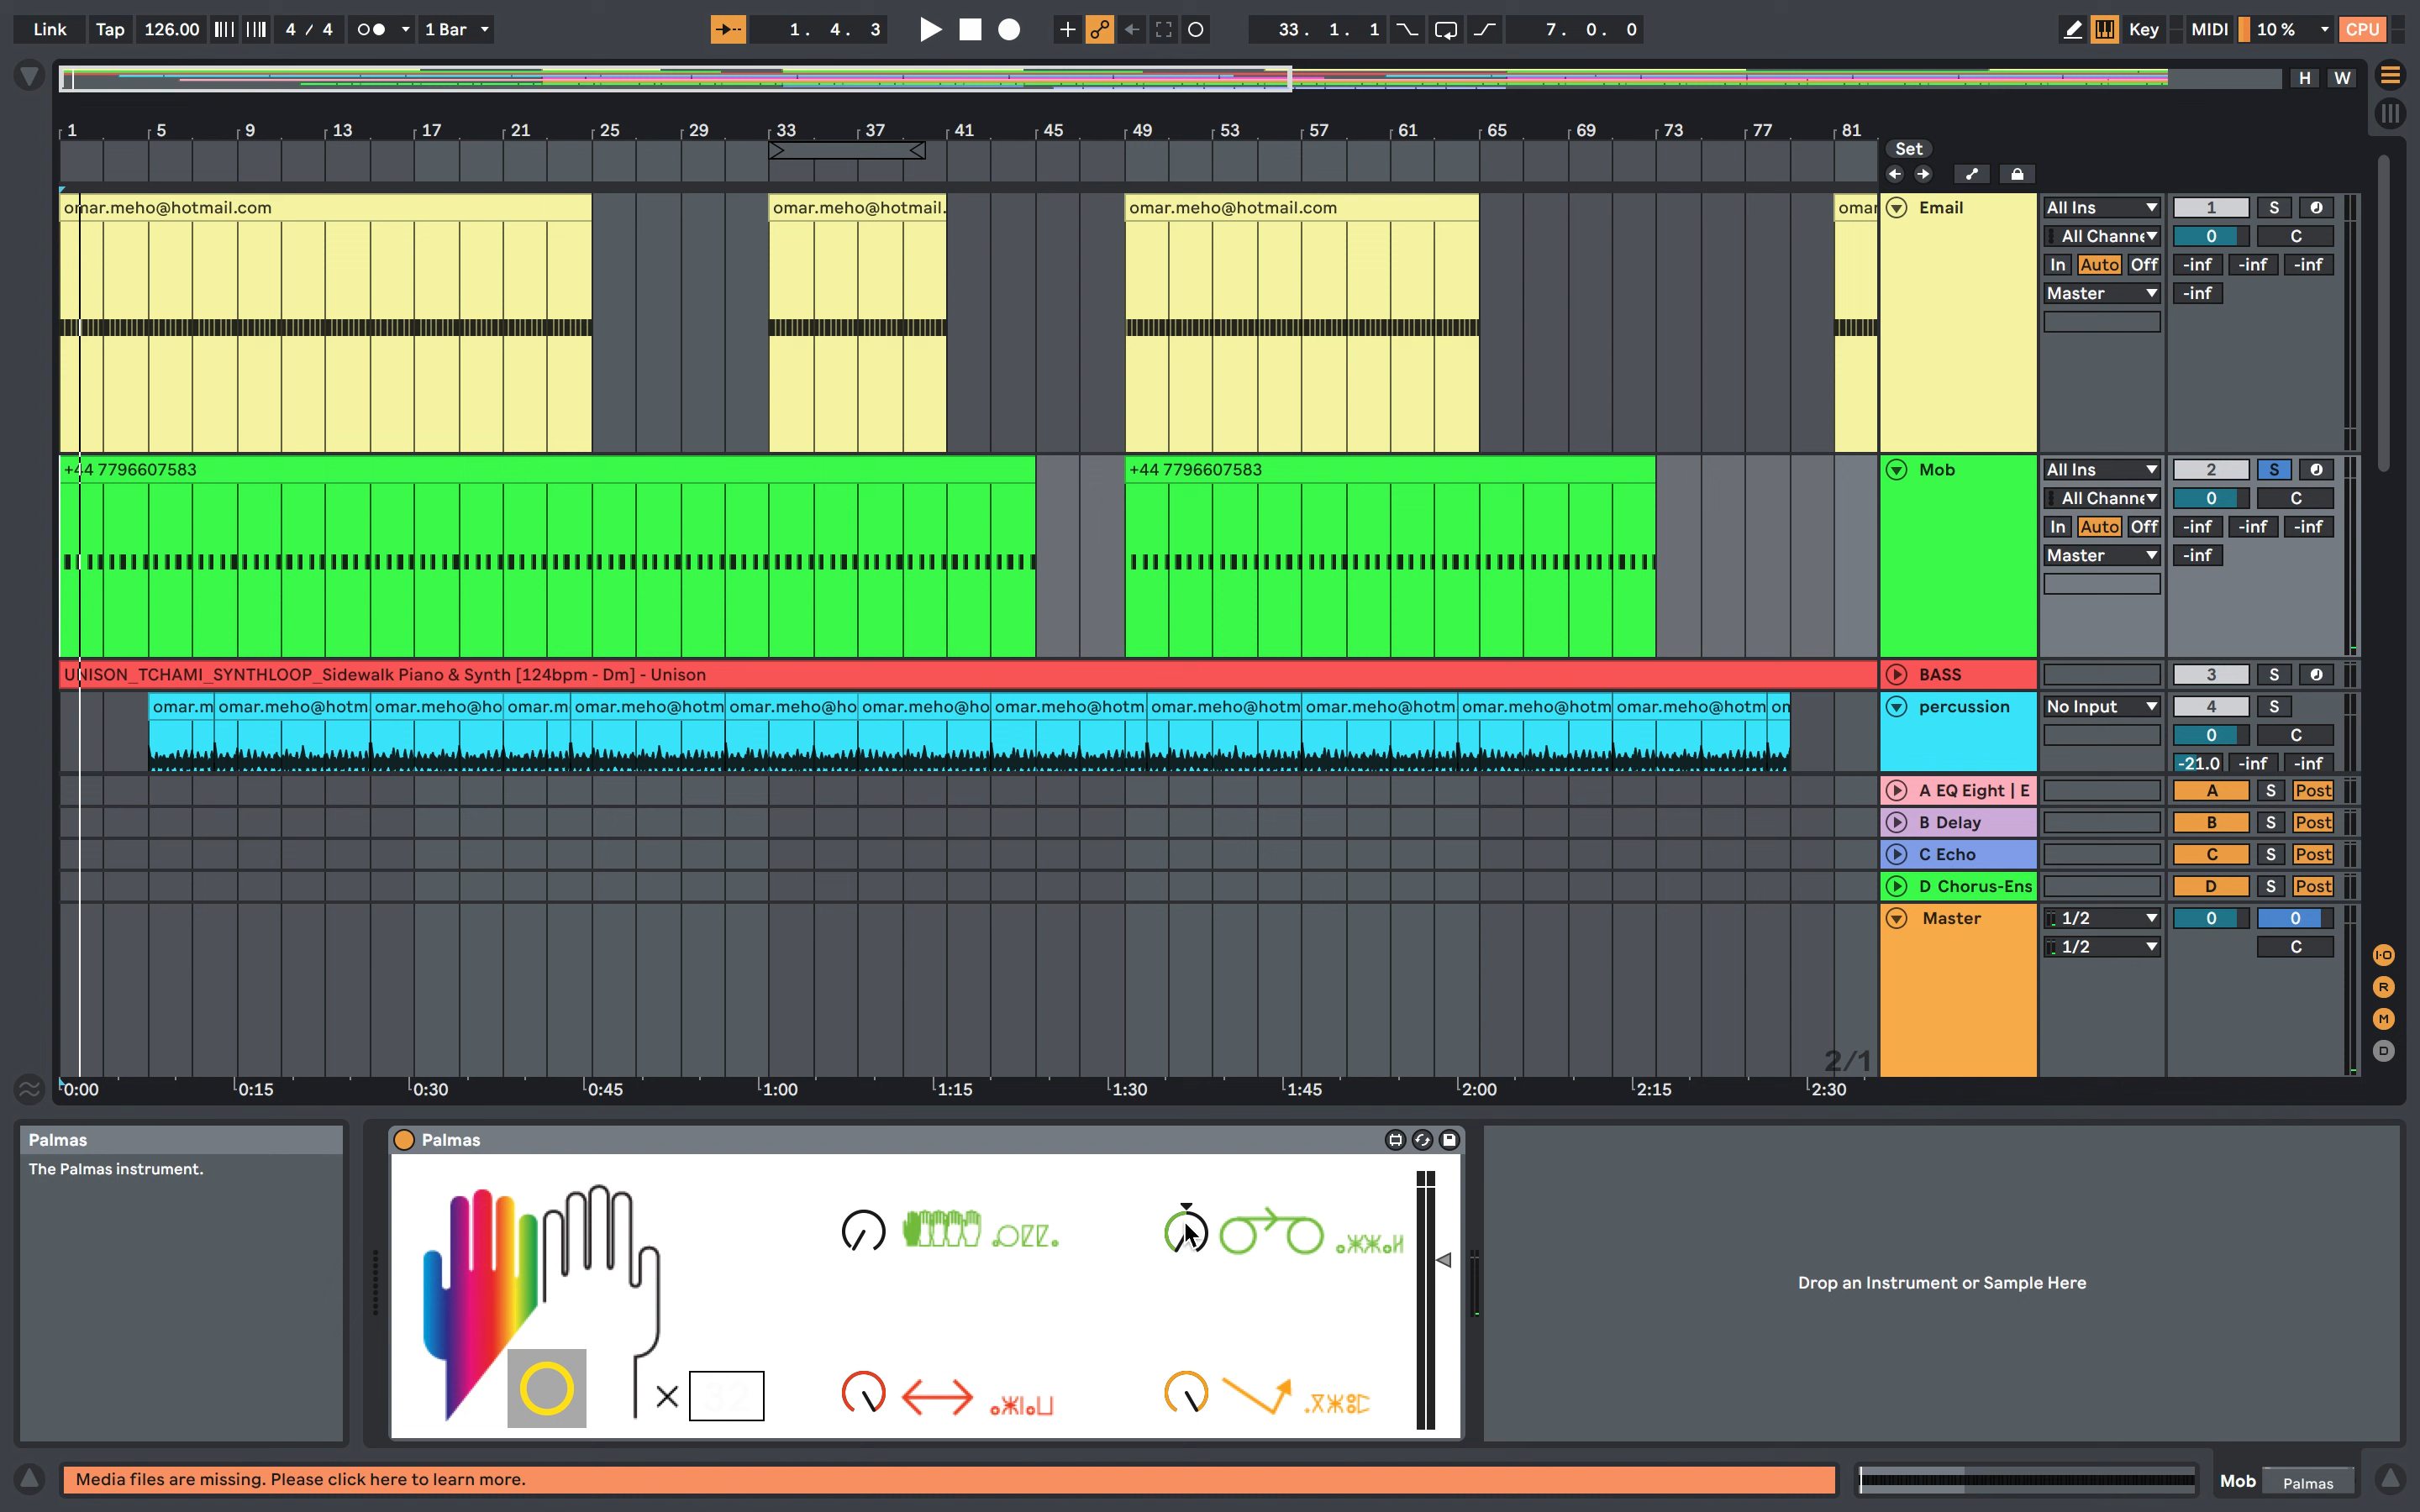 Link Tap 126.00 4 / 4 1 Bar 1. 4. 3 33. 1. 1 7. 0. 0 Key MIDI 10 % CPU
H W
1 5 9 13 17 21 25 29 33 37 41 45 49 53 57 61 65 69 73 77 81
Set
omar.meho@hotmail.com omar.meho@hotmail. omar.meho@hotmail.com omar Email All Ins 1 S
All Channe 0 C
In Auto Off -inf -inf -inf
Master -inf
+44 7796607583 +44 7796607583 Mob All Ins 2 S
All Channe 0 C
In Auto Off -inf -inf -inf
Master -inf
UNISON_TCHAMI_SYNTHLOOP_Sidewalk Piano & Synth [124bpm - Dm] - Unison BASS 3 S
omar.m omar.meho@hotm omar.meho@ho omar.m omar.meho@hotm omar.meho@ho omar.meho@ho omar.meho@hotm omar.meho@hotm omar.meho@hotm omar.meho@hotm omar.meho@hotm om percussion No Input 4 S
0 C
-21.0 -inf -inf
A EQ Eight | E A S Post
B Delay B S Post
C Echo C S Post
D Chorus-Ens D S Post
Master 1/2 0 0
1/2 C
I·O
R
M
D
2/1
0:00 0:15 0:30 0:45 1:00 1:15 1:30 1:45 2:00 2:15 2:30
Palmas
The Palmas instrument.
Palmas
× 32
Drop an Instrument or Sample Here
Media files are missing. Please click here to learn more.
Mob Palmas